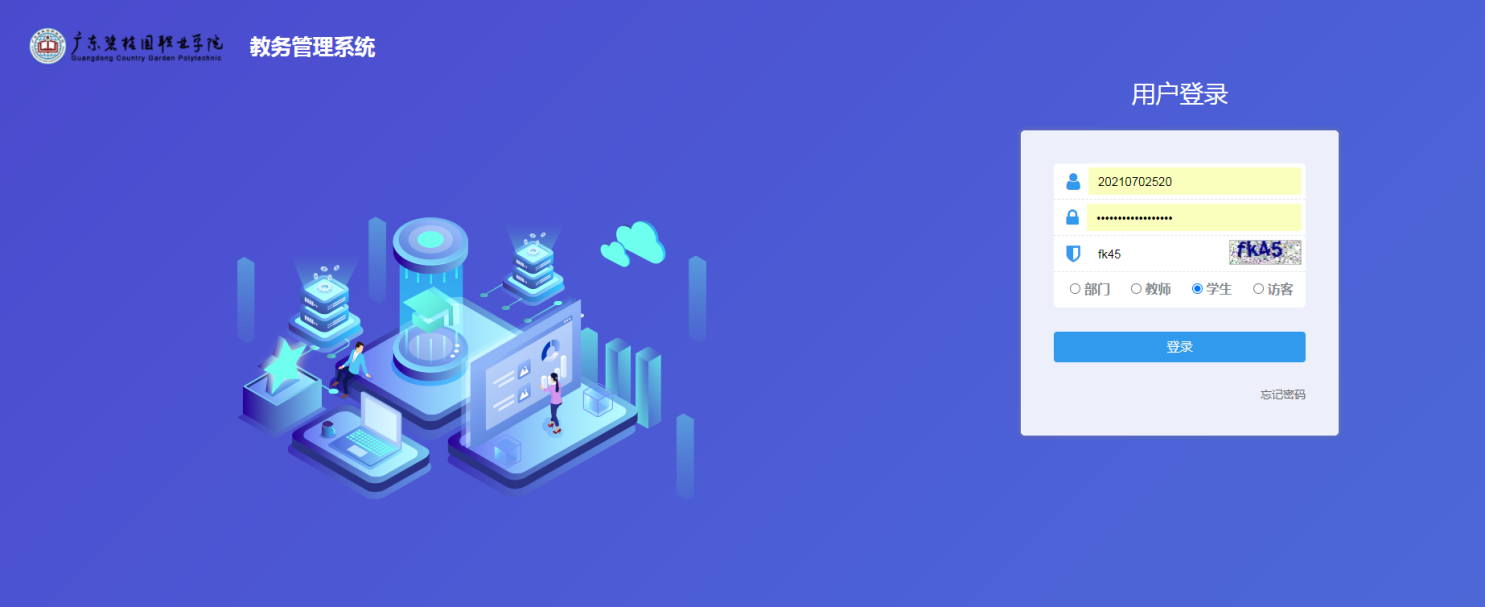 广东碧桂园职业学院
Guangdong Country Garden Polytechnic
教务管理系统
用户登录
20210702520
••••••••••••••••••
fk45
fk45
部门 教师 学生 访客
登录
忘记密码